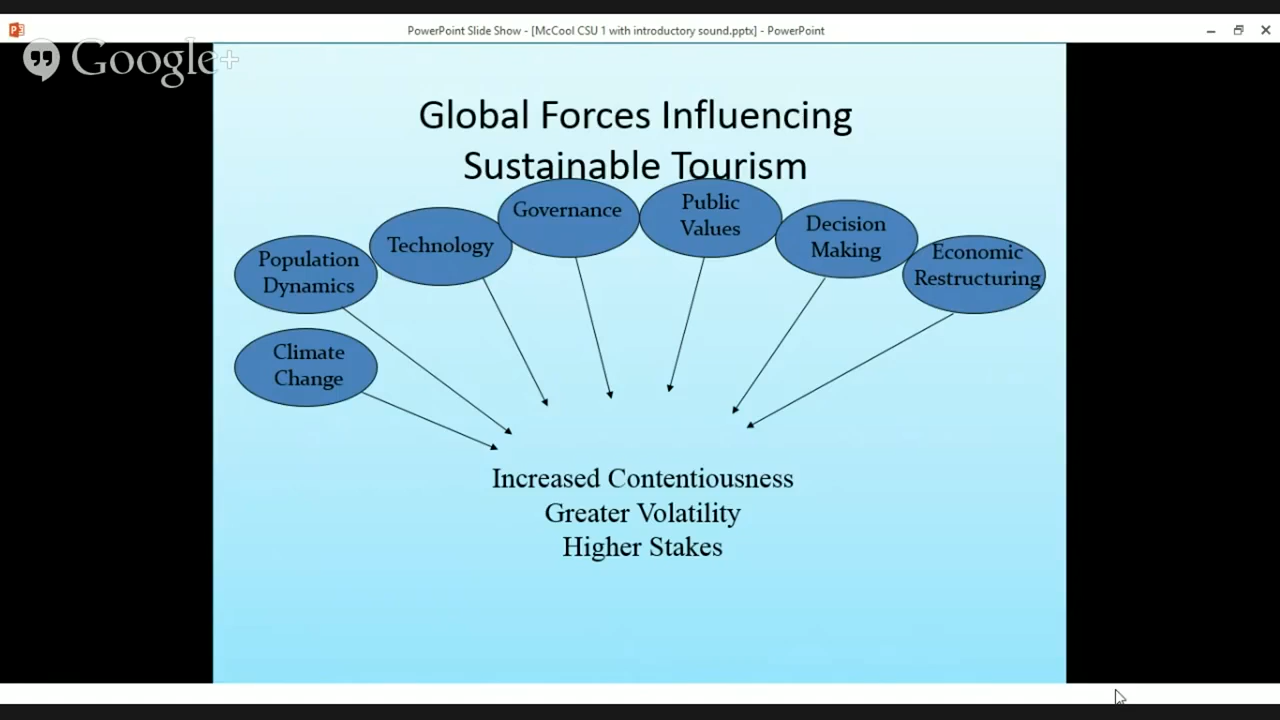 PowerPoint Slide Show - [McCool CSU 1 with introductory sound.pptx] - PowerPoint
Google+
Global Forces Influencing
Sustainable Tourism
Governance
Public
Values
Decision
Making
Technology
Economic
Restructuring
Population
Dynamics
Climate
Change
Increased Contentiousness
Greater Volatility
Higher Stakes